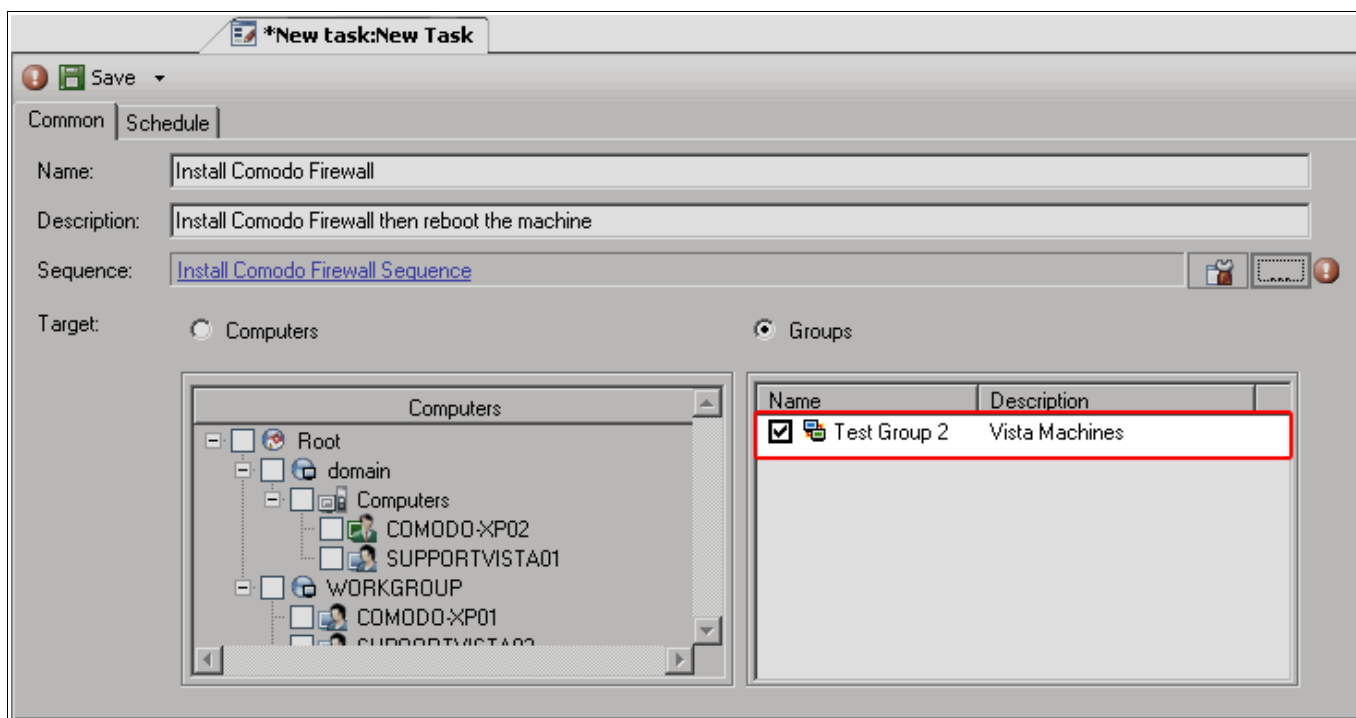 *New task:New Task
Save
Common Schedule
Name: Install Comodo Firewall
Description: Install Comodo Firewall then reboot the machine
Sequence: Install Comodo Firewall Sequence ...
Target: Computers Groups
Computers Name Description
Root Test Group 2 Vista Machines
domain
Computers
COMODO-XP02
SUPPORTVISTA01
WORKGROUP
COMODO-XP01